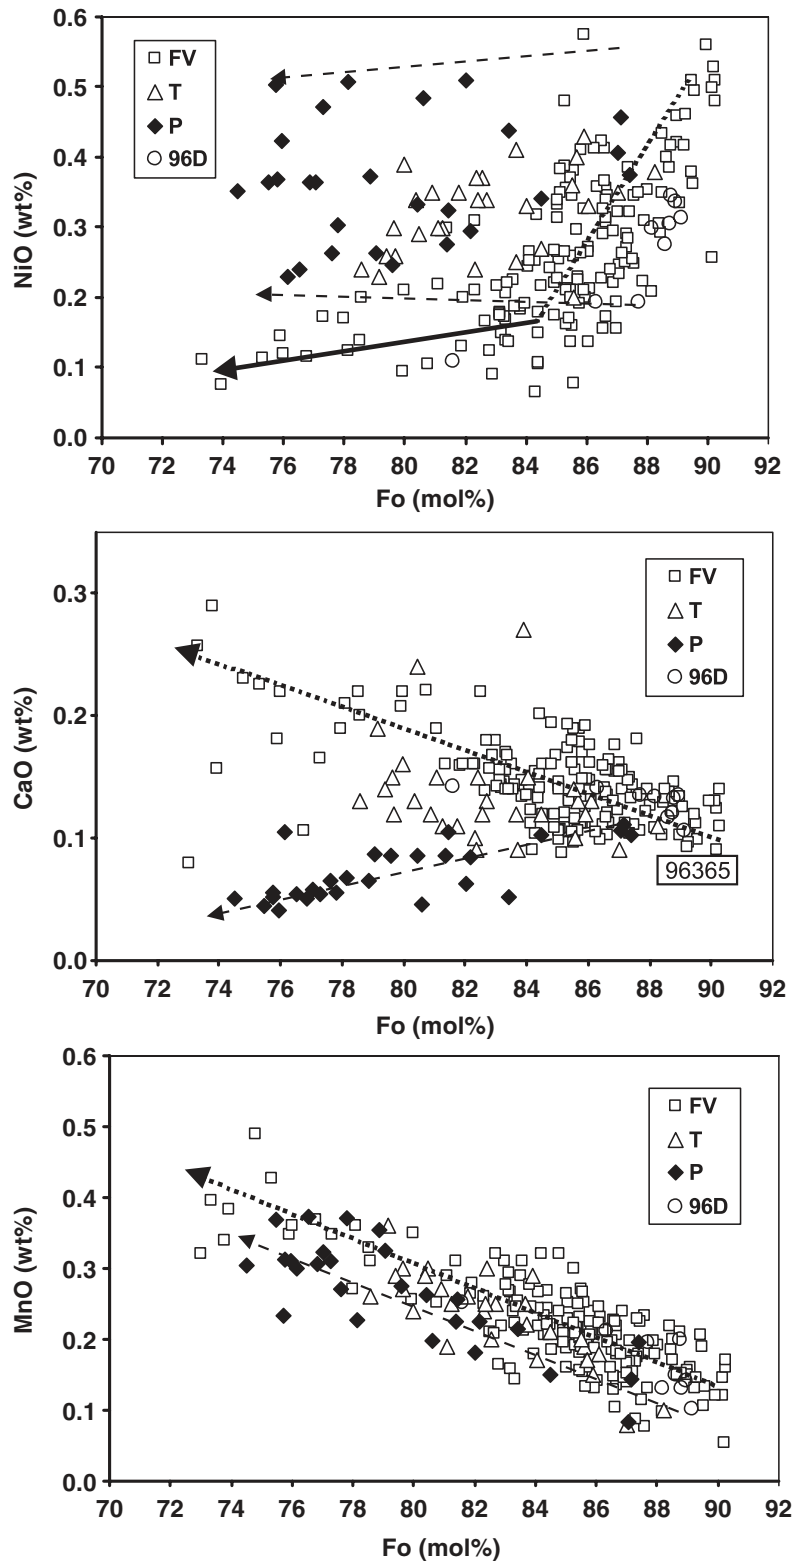 0.6
FV
T
P
96D
0.5
0.4
0.3
0.2
0.1
0.0
NiO (wt%)
70 72 74 76 78 80 82 84 86 88 90 92
Fo (mol%)
FV
T
P
96D
0.3
0.2
0.1
0.0
CaO (wt%)
96365
70 72 74 76 78 80 82 84 86 88 90 92
Fo (mol%)
0.6
FV
T
P
96D
0.5
0.4
0.3
0.2
0.1
0.0
MnO (wt%)
70 72 74 76 78 80 82 84 86 88 90 92
Fo (mol%)